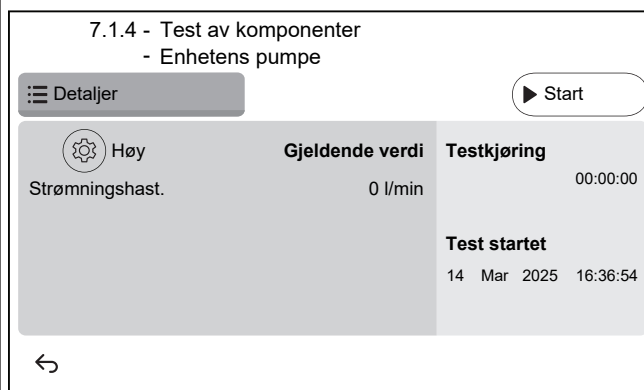 7.1.4 - Test av komponenter
- Enhetens pumpe
Detaljer
Start
Høy
Gjeldende verdi
Strømningshast.
0 l/min
Testkjøring
00:00:00
Test startet
14 Mar 2025 16:36:54